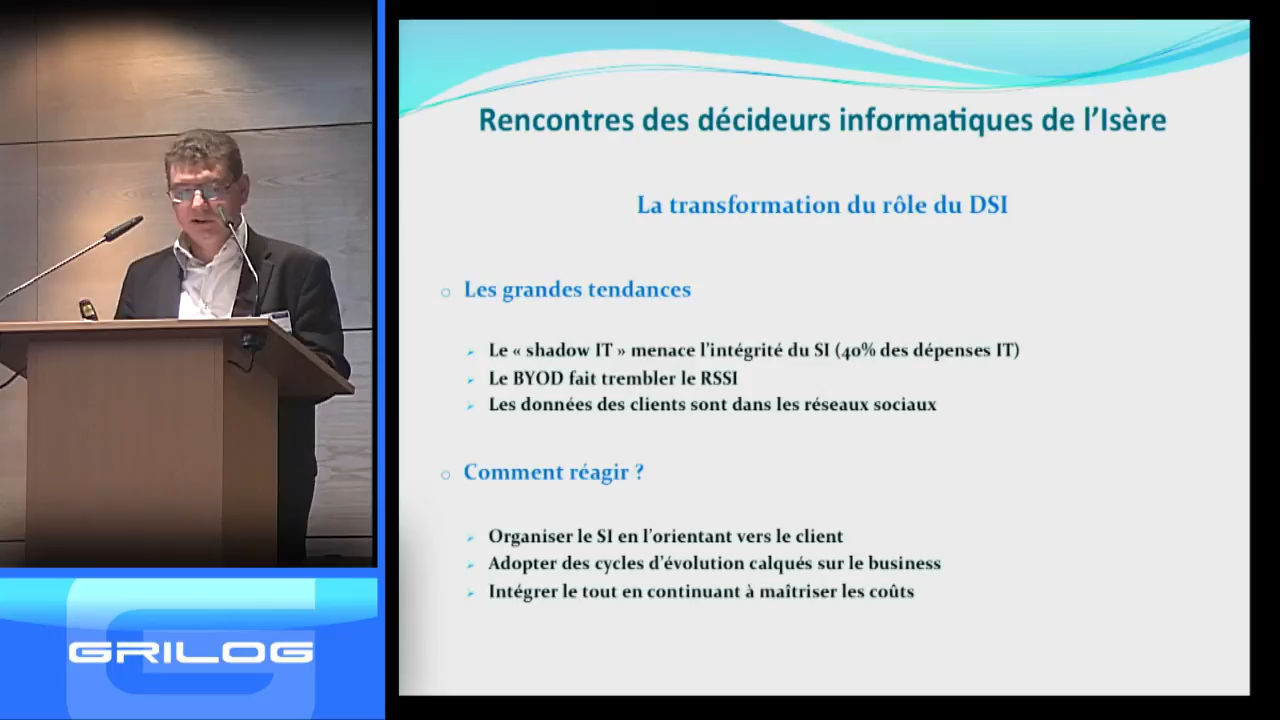 Rencontres des décideurs informatiques de l'Isère
La transformation du rôle du DSI
Les grandes tendances
Le « shadow IT » menace l'intégrité du SI (40% des dépenses IT)
Le BYOD fait trembler le RSSI
Les données des clients sont dans les réseaux sociaux
Comment réagir ?
Organiser le SI en l'orientant vers le client
Adopter des cycles d'évolution calqués sur le business
Intégrer le tout en continuant à maîtriser les coûts
GRILOG